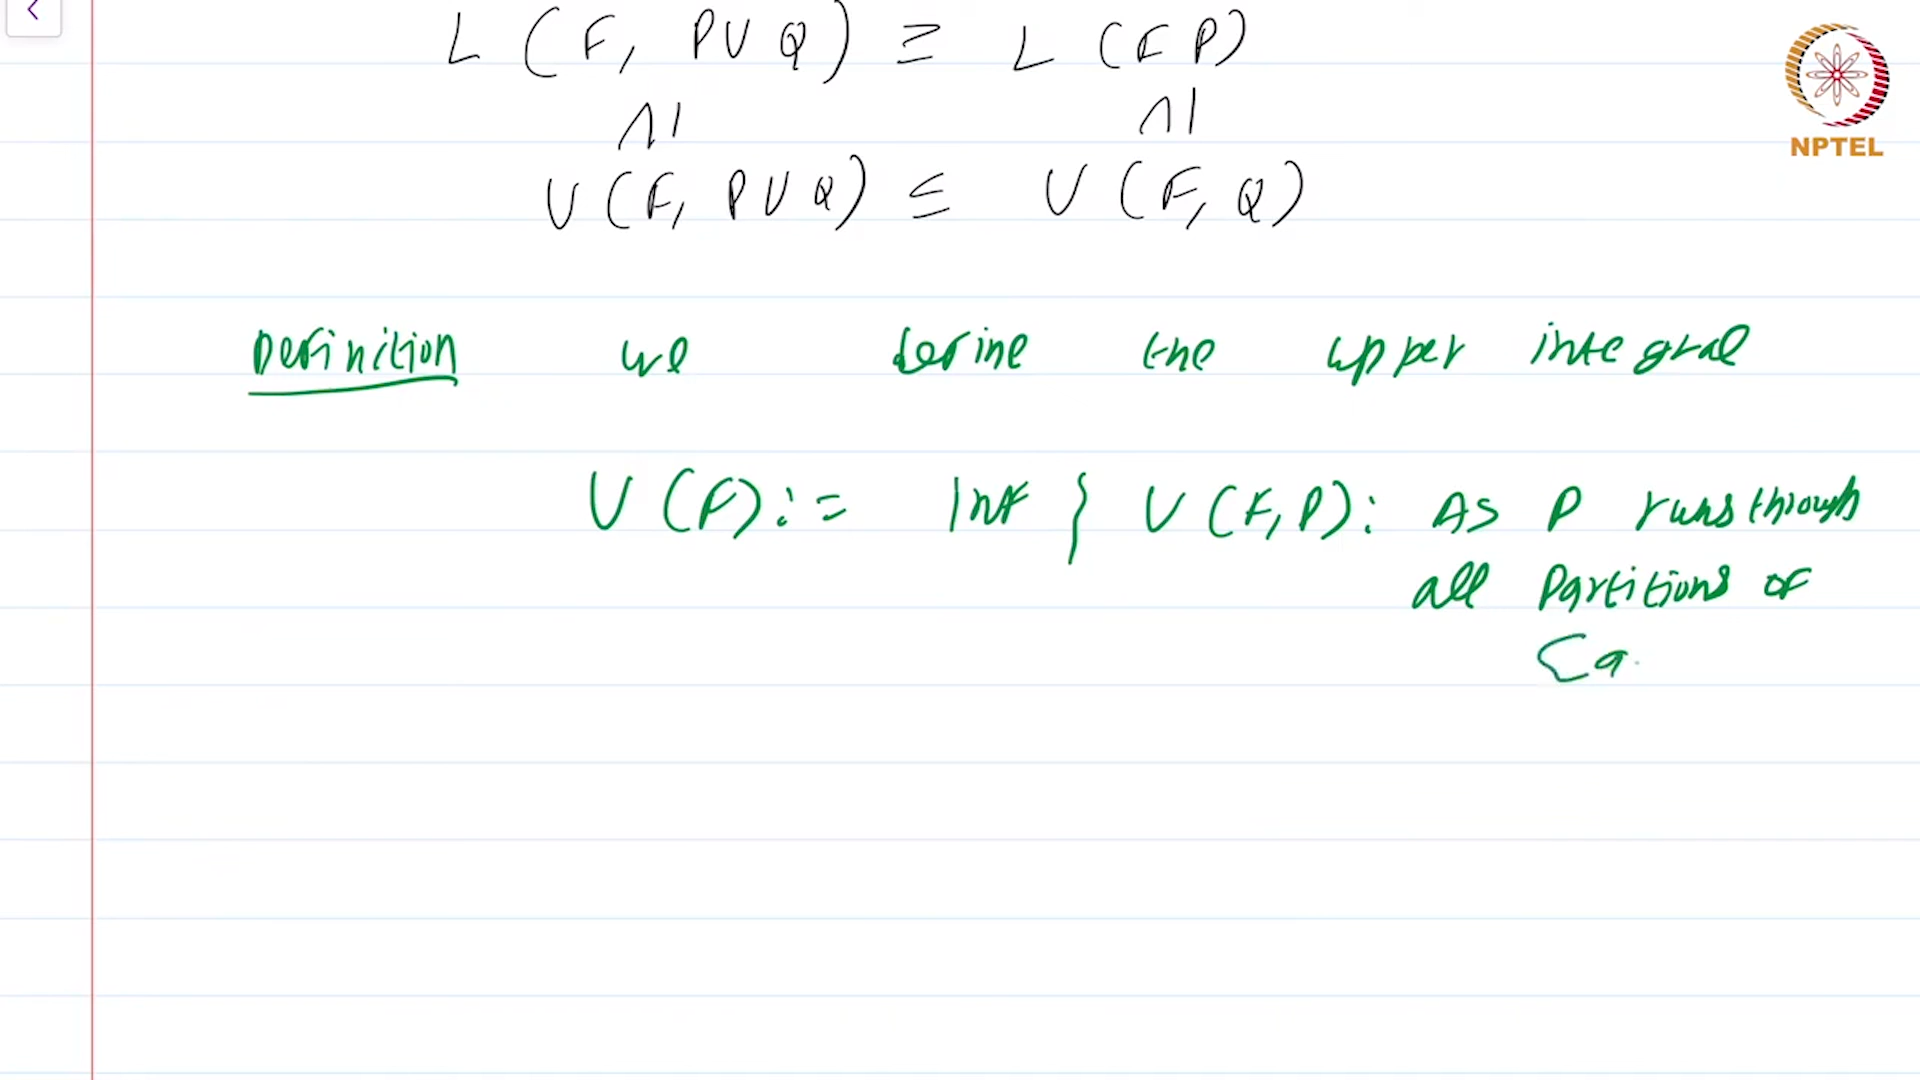 L (F, P ∪ Q) ≥ L (F P)
∧| ∧|
U (F, P ∪ Q) ≤ U (F, Q)
NPTEL
Definition we define the upper integral
U (F) := Inf { U (F, P) : As P runs through
all Partitions of
[a